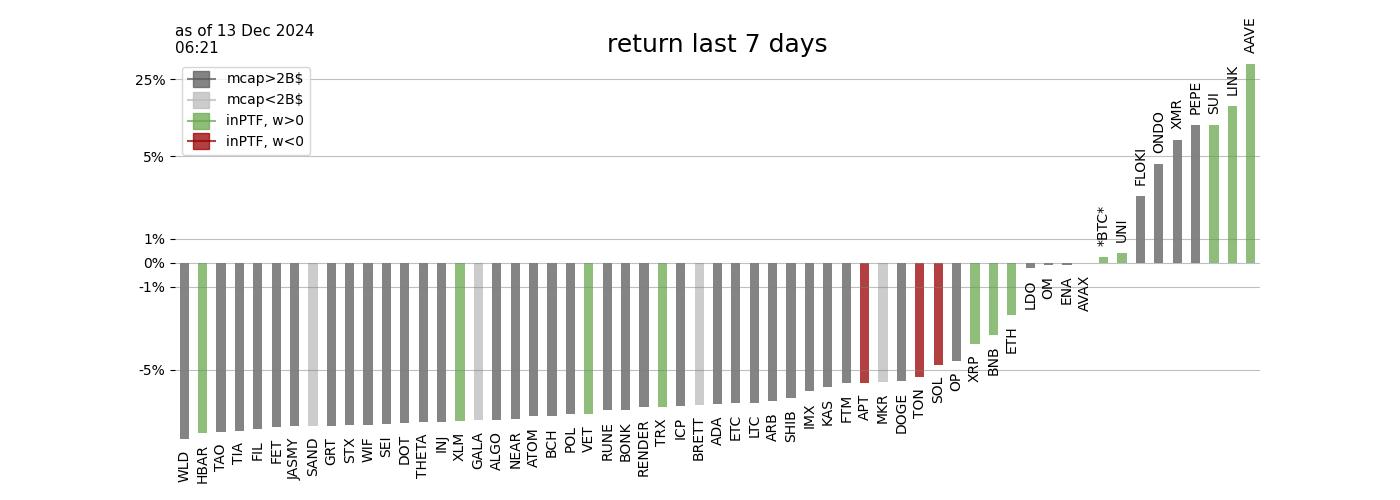 as of 13 Dec 2024
06:21
return last 7 days
mcap>2B$
mcap<2B$
inPTF, w>0
inPTF, w<0
25%
5%
1%
0%
-1%
-5%
WLD
HBAR
TAO
TIA
FIL
FET
JASMY
SAND
GRT
STX
WIF
SEI
DOT
THETA
INJ
XLM
GALA
ALGO
NEAR
ATOM
BCH
POL
VET
RUNE
BONK
RENDER
TRX
ICP
BRETT
ADA
ETC
LTC
ARB
SHIB
IMX
KAS
FTM
APT
MKR
DOGE
TON
SOL
OP
XRP
BNB
ETH
LDO
OM
ENA
AVAX
*BTC*
UNI
FLOKI
ONDO
XMR
PEPE
SUI
LINK
AAVE